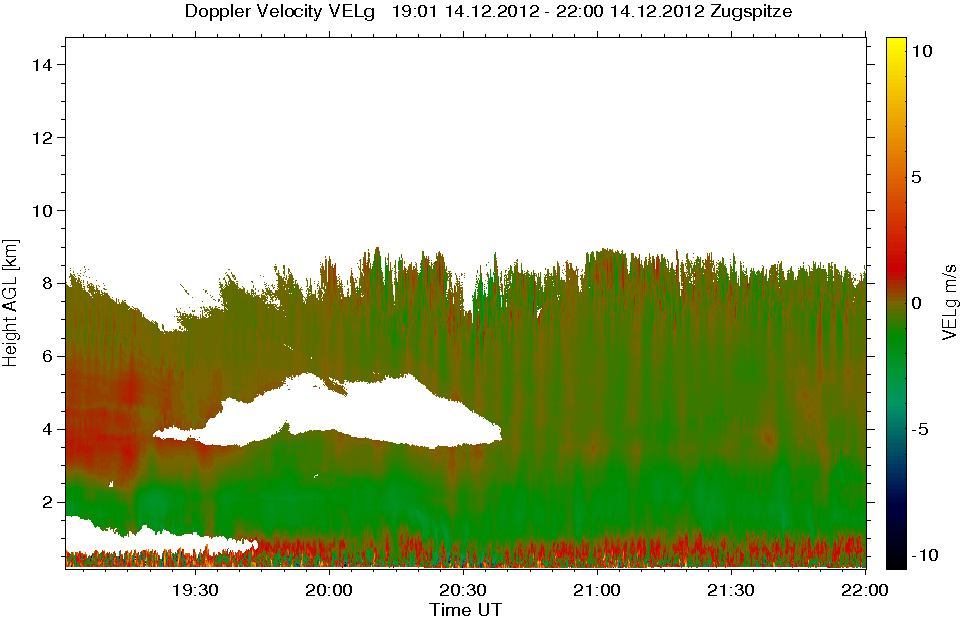 Doppler Velocity VELg 19:01 14.12.2012 - 22:00 14.12.2012 Zugspitze
14
12
10
8
6
4
2
Height AGL [km]
19:30 20:00 20:30 21:00 21:30 22:00
Time UT
10
5
0
-5
-10
VELg m/s